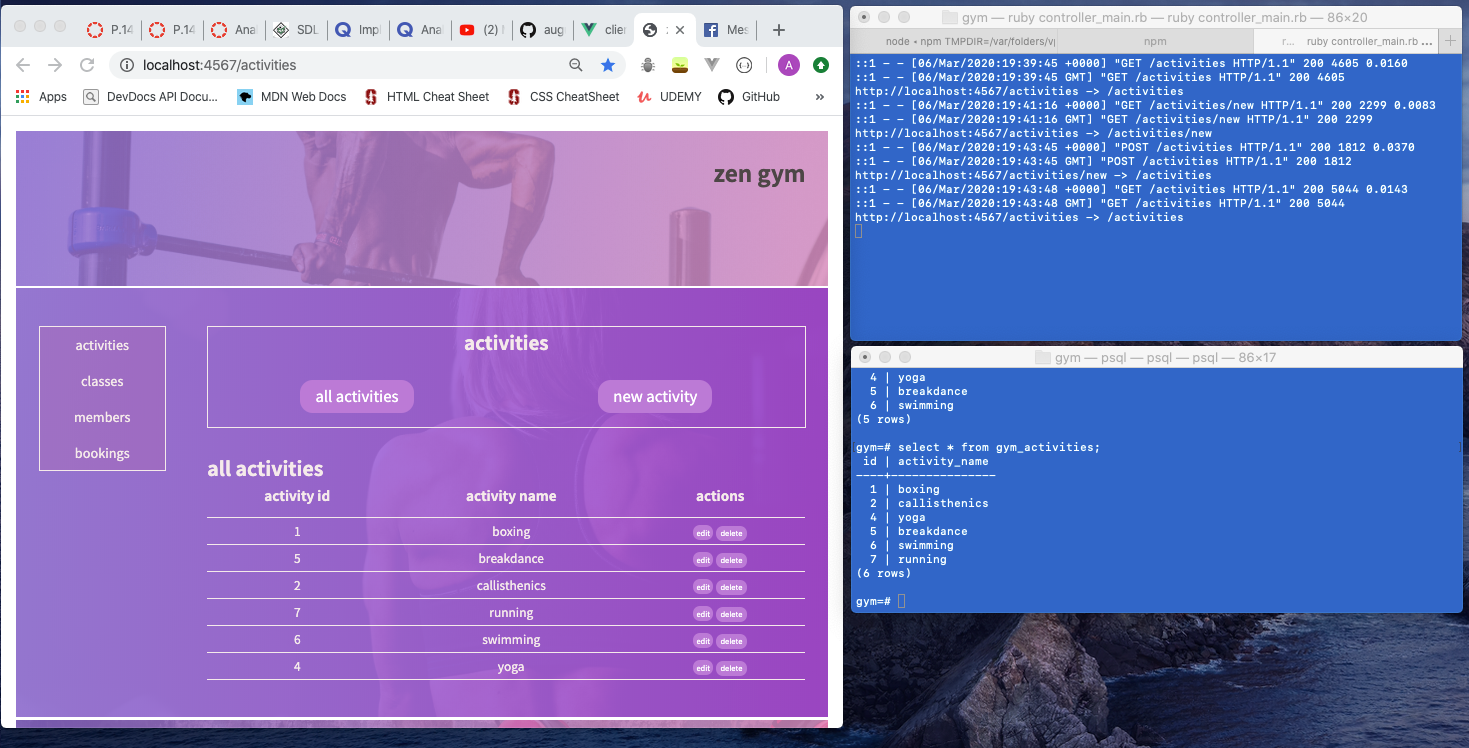 P.14
P.14
Ana
SDL
Impl
Ana
(2)
aug
clie
Mes
localhost:4567/activities
A
Apps
DevDocs API Docu...
MDN Web Docs
HTML Cheat Sheet
CSS CheatSheet
UDEMY
GitHub
»
zen gym
activities
classes
members
bookings
activities
all activities
new activity
all activities
activity id activity name actions
1 boxing edit delete
5 breakdance edit delete
2 callisthenics edit delete
7 running edit delete
6 swimming edit delete
4 yoga edit delete
gym — ruby controller_main.rb — ruby controller_main.rb — 86×20
node • npm TMPDIR=/var/folders/vj
npm
r... ruby controller_main.rb ...
::1 - - [06/Mar/2020:19:39:45 +0000] "GET /activities HTTP/1.1" 200 4605 0.0160
::1 - - [06/Mar/2020:19:39:45 GMT] "GET /activities HTTP/1.1" 200 4605
http://localhost:4567/activities -> /activities
::1 - - [06/Mar/2020:19:41:16 +0000] "GET /activities/new HTTP/1.1" 200 2299 0.0083
::1 - - [06/Mar/2020:19:41:16 GMT] "GET /activities/new HTTP/1.1" 200 2299
http://localhost:4567/activities -> /activities/new
::1 - - [06/Mar/2020:19:43:45 +0000] "POST /activities HTTP/1.1" 200 1812 0.0370
::1 - - [06/Mar/2020:19:43:45 GMT] "POST /activities HTTP/1.1" 200 1812
http://localhost:4567/activities/new -> /activities
::1 - - [06/Mar/2020:19:43:48 +0000] "GET /activities HTTP/1.1" 200 5044 0.0143
::1 - - [06/Mar/2020:19:43:48 GMT] "GET /activities HTTP/1.1" 200 5044
http://localhost:4567/activities -> /activities
gym — psql — psql — psql — 86×17
4 | yoga
5 | breakdance
6 | swimming
(5 rows)
gym=# select * from gym_activities;
id | activity_name
----+---------------
1 | boxing
2 | callisthenics
4 | yoga
5 | breakdance
6 | swimming
7 | running
(6 rows)
gym=#